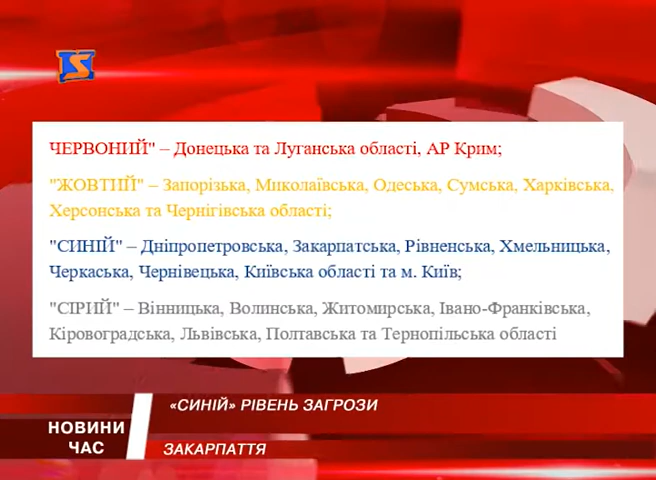 ЧЕРВОНИЙ" – Донецька та Луганська області, АР Крим;
"ЖОВТИЙ" – Запорізька, Миколаївська, Одеська, Сумська, Харківська,
Херсонська та Чернігівська області;
"СИНІЙ" – Дніпропетровська, Закарпатська, Рівненська, Хмельницька,
Черкаська, Чернівецька, Київська області та м. Київ;
"СІРИЙ" – Вінницька, Волинська, Житомирська, Івано-Франківська,
Кіровоградська, Львівська, Полтавська та Тернопільська області
«СИНІЙ» РІВЕНЬ ЗАГРОЗИ
НОВИНИ
ЧАС
ЗАКАРПАТТЯ